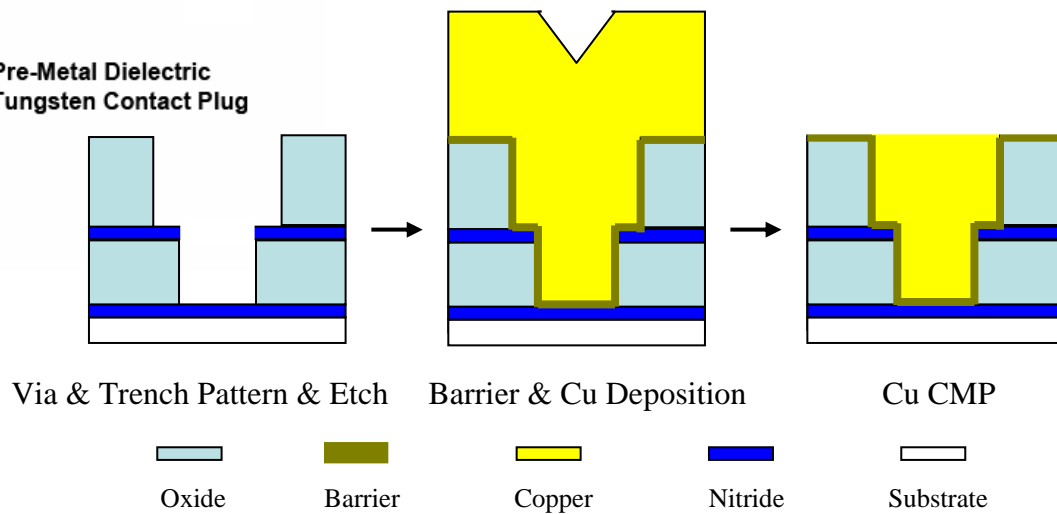 Pre-Metal Dielectric
Tungsten Contact Plug
Via & Trench Pattern & Etch Barrier & Cu Deposition Cu CMP
Oxide Barrier Copper Nitride Substrate